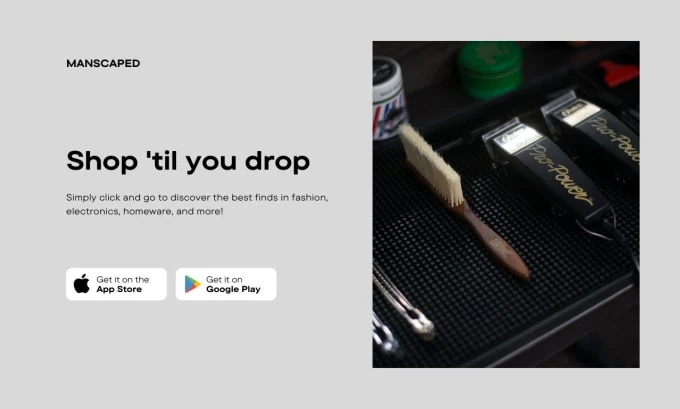 MANSCAPED
Shop 'til you drop
Simply click and go to discover the best finds in fashion,
electronics, homeware, and more!
Get it on the
App Store
Get it on
Google Play
Pro-Power
Pro-Power